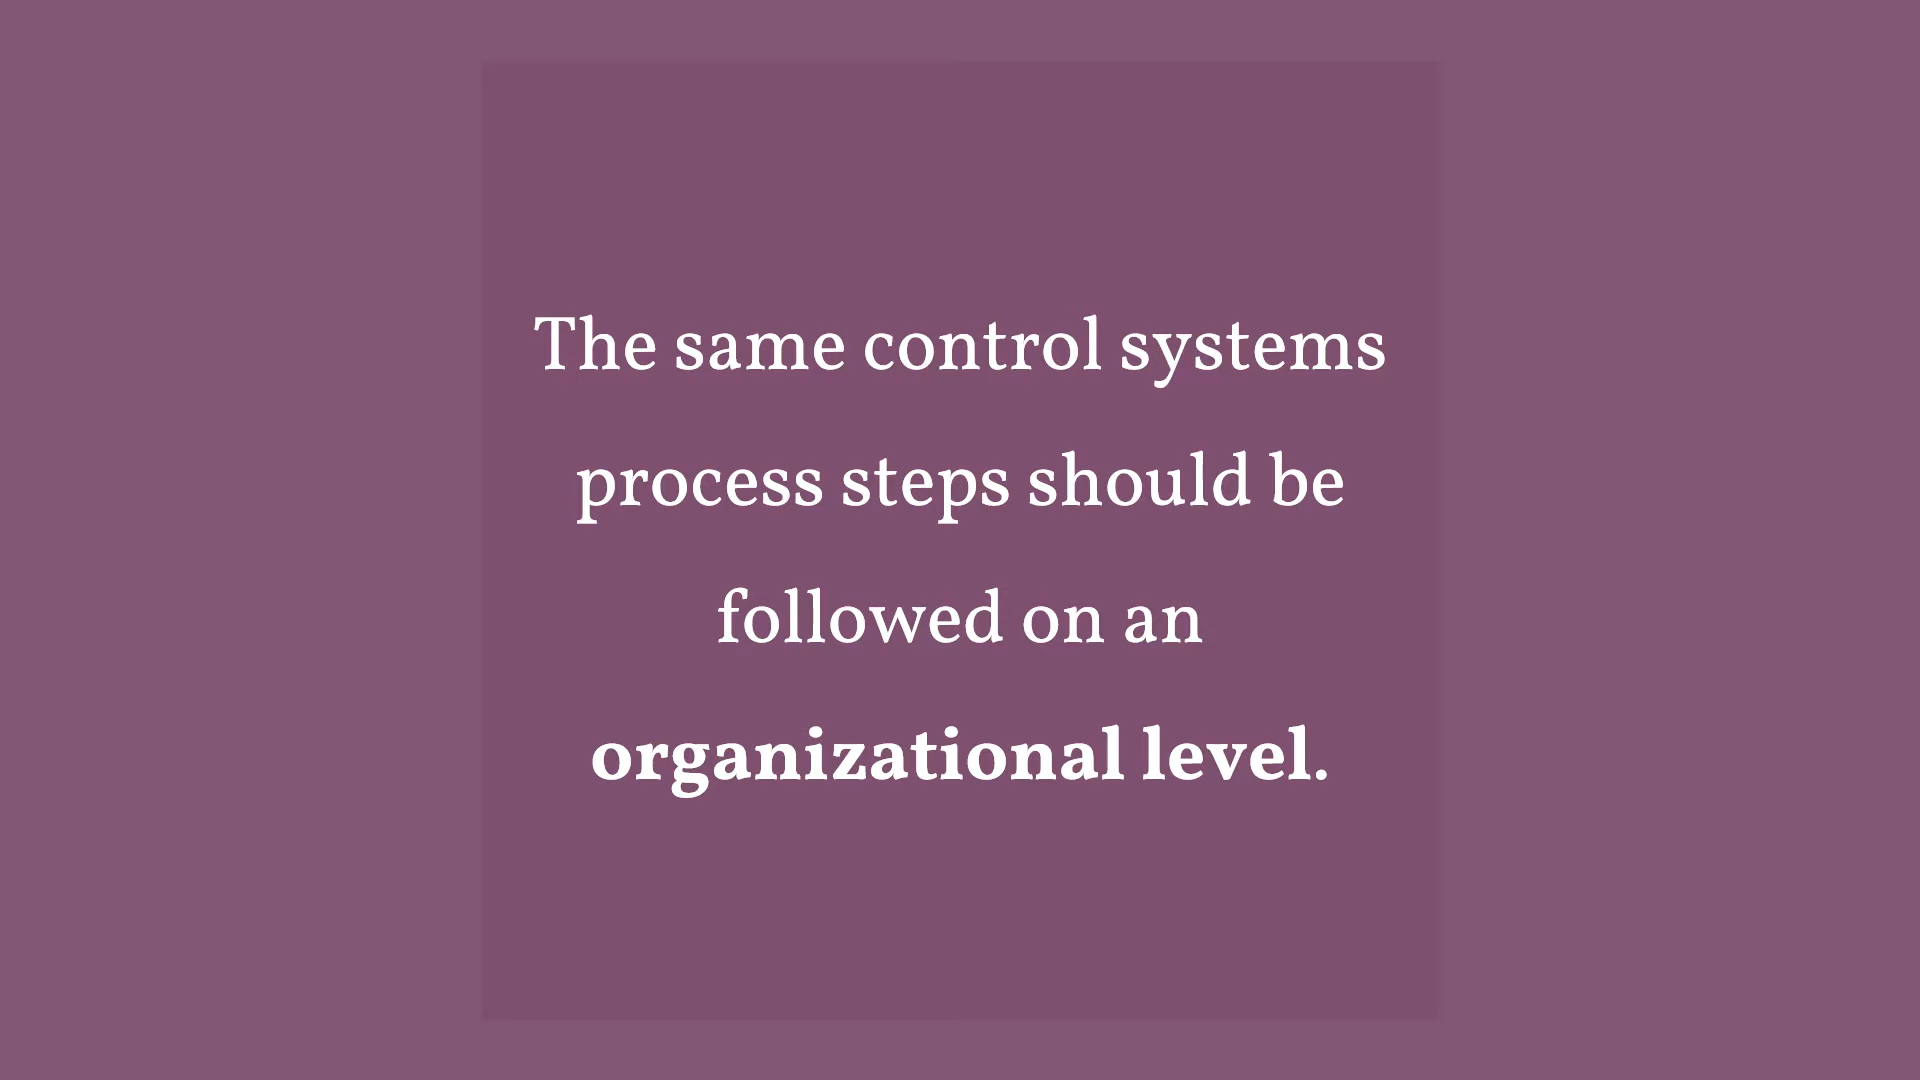 The same control systems
process steps should be
followed on an
organizational level.